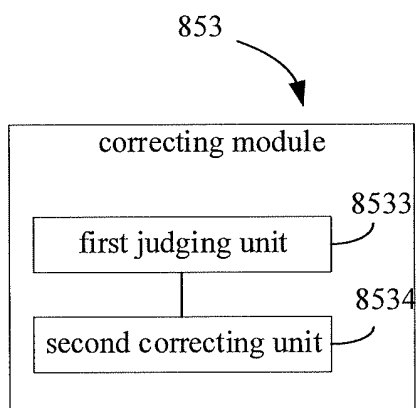 853
correcting module
8533
first judging unit
8534
second correcting unit